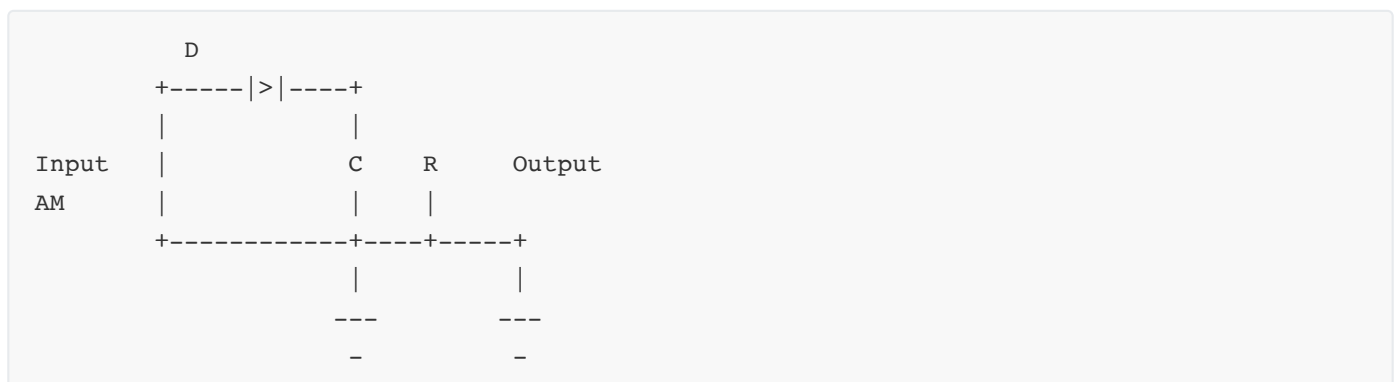 D
+-----|>|----+
| |
Input | C R Output
AM | | |
+------------+----+-----+
| |
--- ---
- -